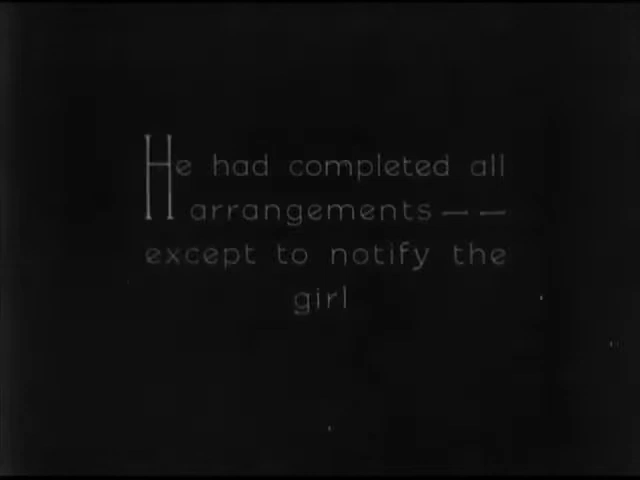 He had completed all
arrangements — —
except to notify the
girl